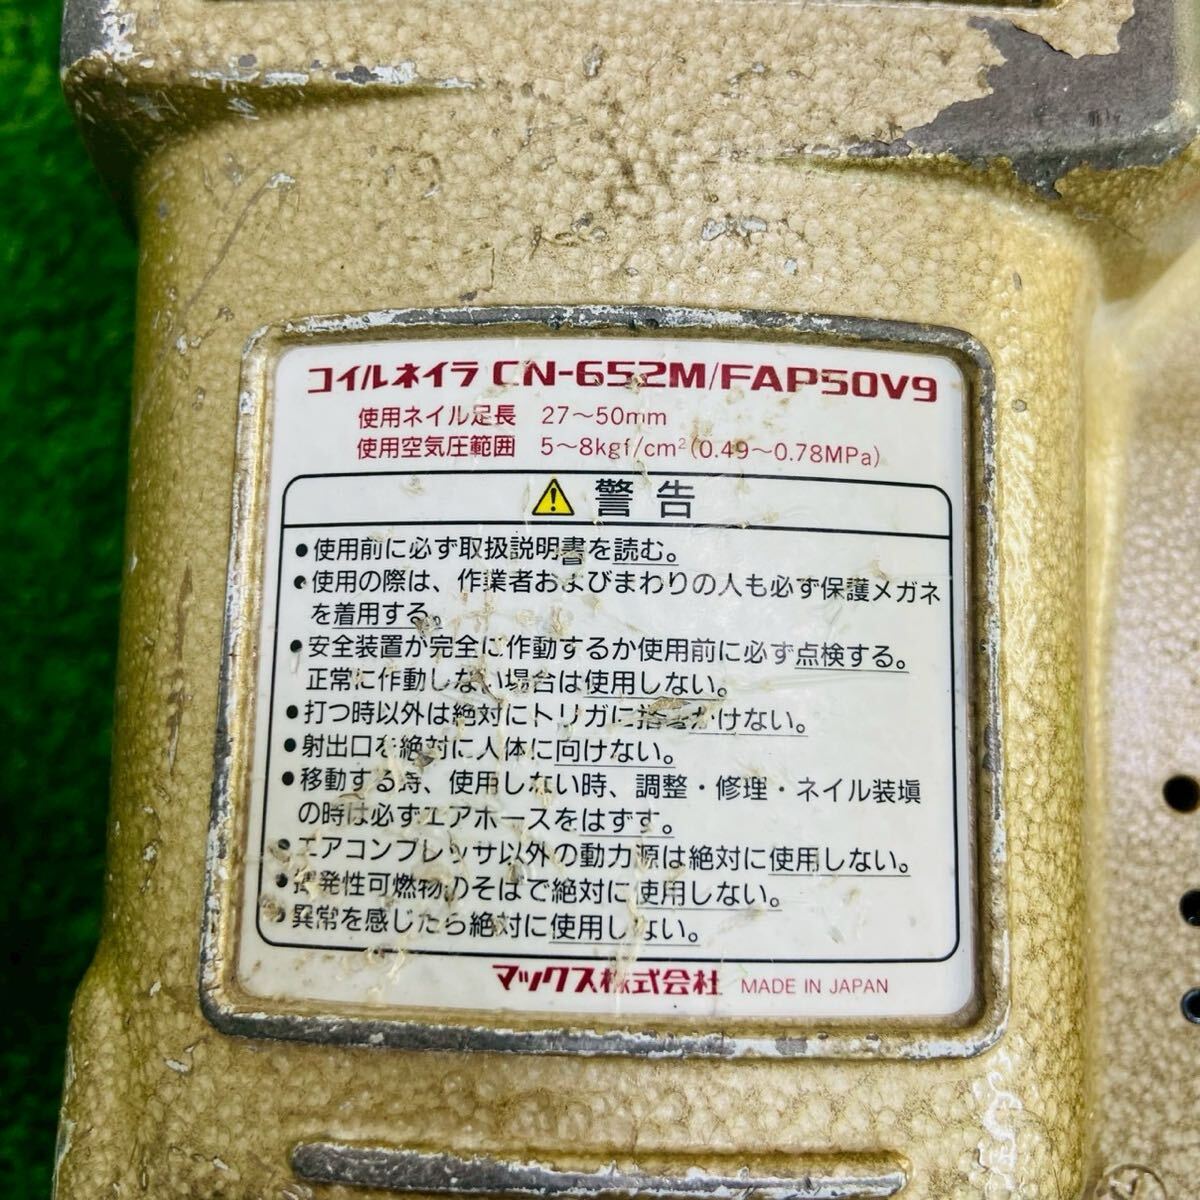 コイルネイラ CN-652M/FAP50V9
使用ネイル足長 27～50mm
使用空気圧範囲 5～8kgf/cm²(0.49～0.78MPa)
警告
●使用前に必ず取扱説明書を読む。
●使用の際は、作業者およびまわりの人も必ず保護メガネ
を着用する。
●安全装置が完全に作動するか使用前に必ず点検する。
正常に作動しない場合は使用しない。
●打つ時以外は絶対にトリガに指をかけない。
●射出口を絶対に人体に向けない。
●移動する時、使用しない時、調整・修理・ネイル装塡
の時は必ずエアホースをはずす。
●エアコンプレッサ以外の動力源は絶対に使用しない。
●揮発性可燃物のそばで絶対に使用しない。
●異常を感じたら絶対に使用しない。
マックス株式会社 MADE IN JAPAN